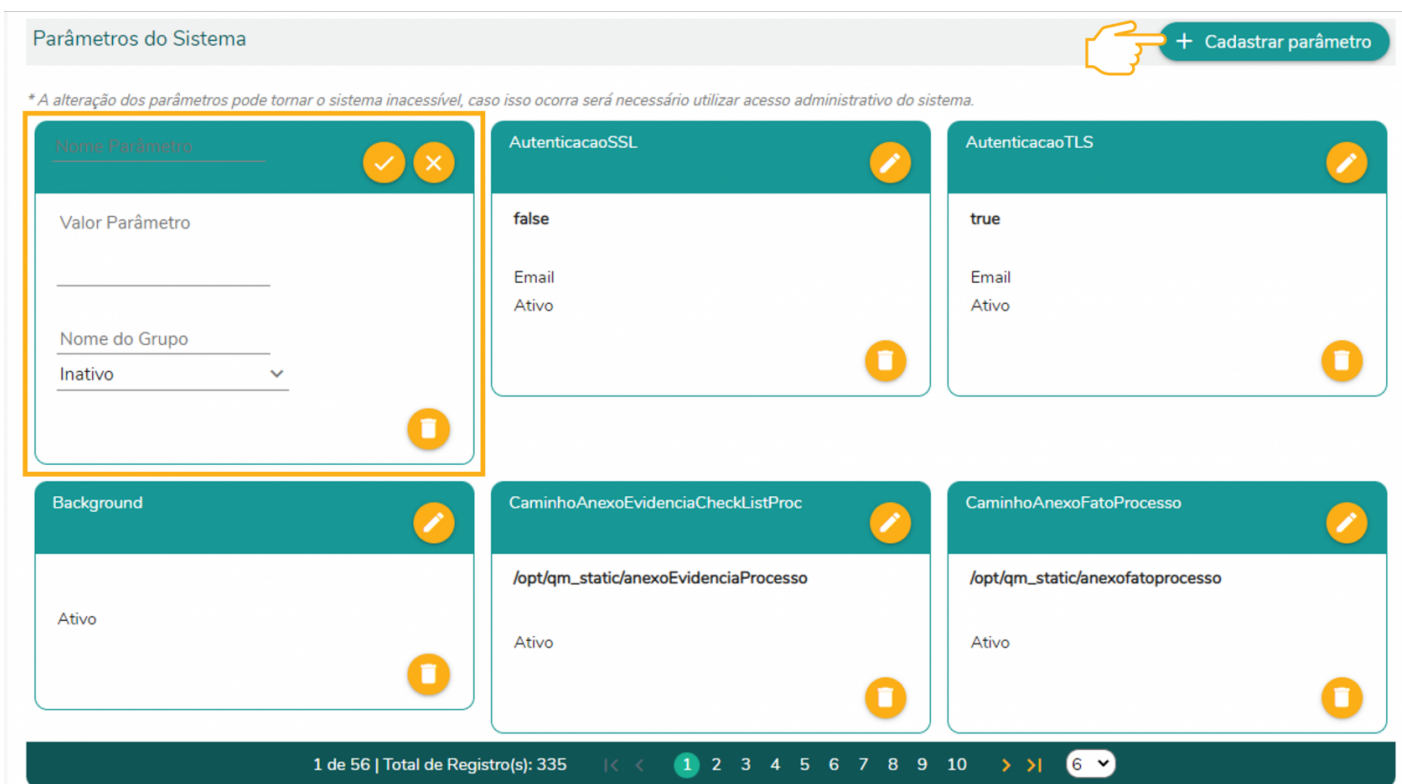 Parâmetros do Sistema
+ Cadastrar parâmetro
* A alteração dos parâmetros pode tornar o sistema inacessível, caso isso ocorra será necessário utilizar acesso administrativo do sistema.
Nome Parâmetro
Valor Parâmetro
Nome do Grupo
Inativo
AutenticacaoSSL
false
Email
Ativo
AutenticacaoTLS
true
Email
Ativo
Background
Ativo
CaminhoAnexoEvidenciaCheckListProc
/opt/qm_static/anexoEvidenciaProcesso
Ativo
CaminhoAnexoFatoProcesso
/opt/qm_static/anexofatoprocesso
Ativo
1 de 56 | Total de Registro(s): 335 |< < 1 2 3 4 5 6 7 8 9 10 > >| 6